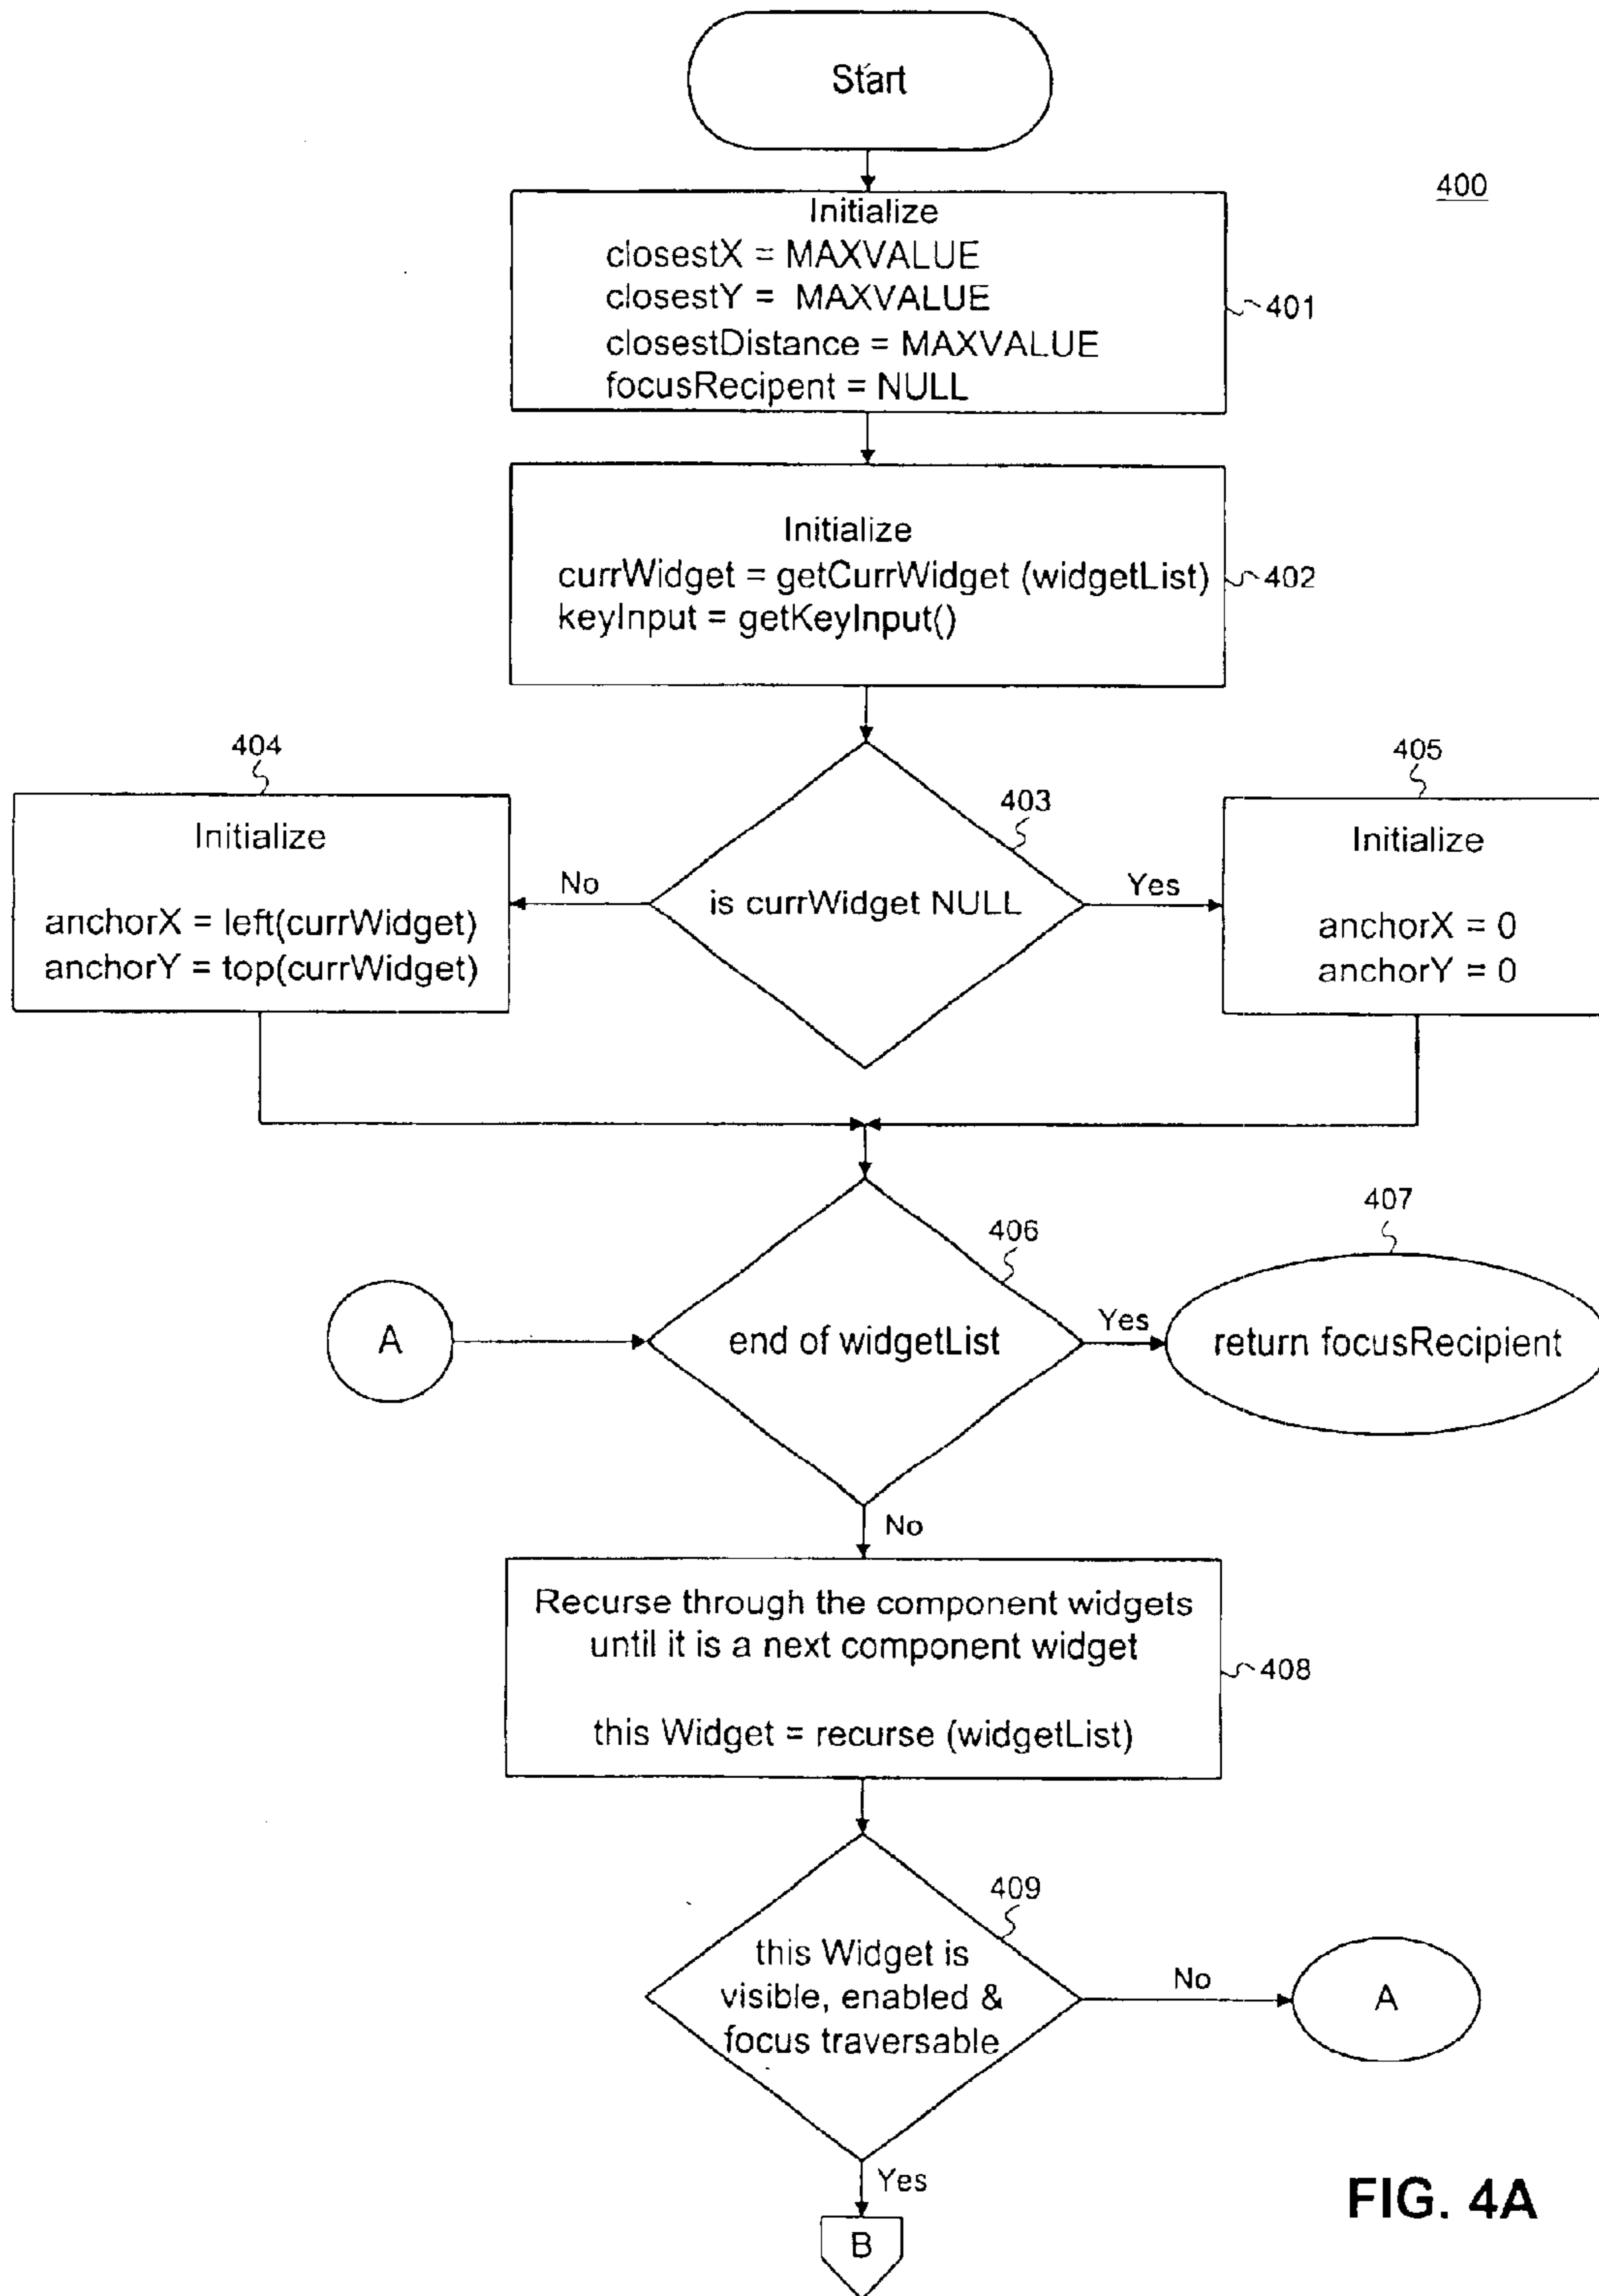 Start
400
Initialize
closestX = MAXVALUE
closestY = MAXVALUE
closestDistance = MAXVALUE
focusRecipent = NULL
401
Initialize
currWidget = getCurrWidget (widgetList)
keyInput = getKeyInput()
402
404
Initialize
anchorX = left(currWidget)
anchorY = top(currWidget)
No
403
is currWidget NULL
Yes
405
Initialize
anchorX = 0
anchorY = 0
A
406
end of widgetList
Yes
407
return focusRecipient
No
Recurse through the component widgets
until it is a next component widget
this Widget = recurse (widgetList)
408
409
this Widget is
visible, enabled &
focus traversable
No
A
Yes
B
FIG. 4A